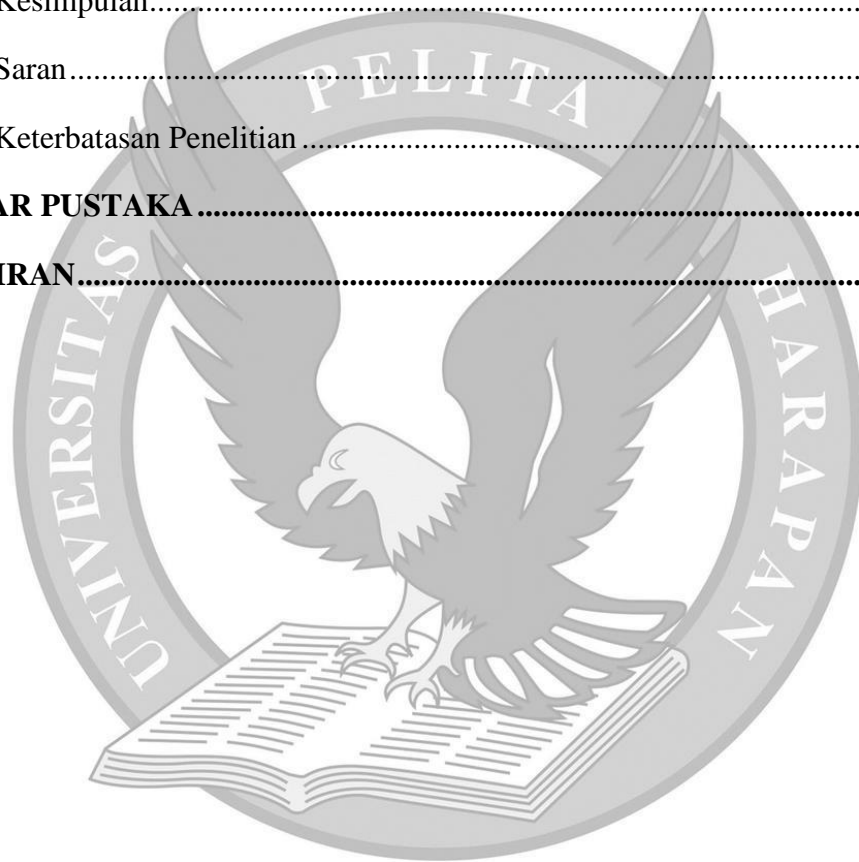 Kesimpulan..........................................................................................
Saran....................................................................................................
Keterbatasan Penelitian......................................................................
AR PUSTAKA...................................................................................
IRAN..................................................................................................
UNIVERSITAS PELITA HARAPAN